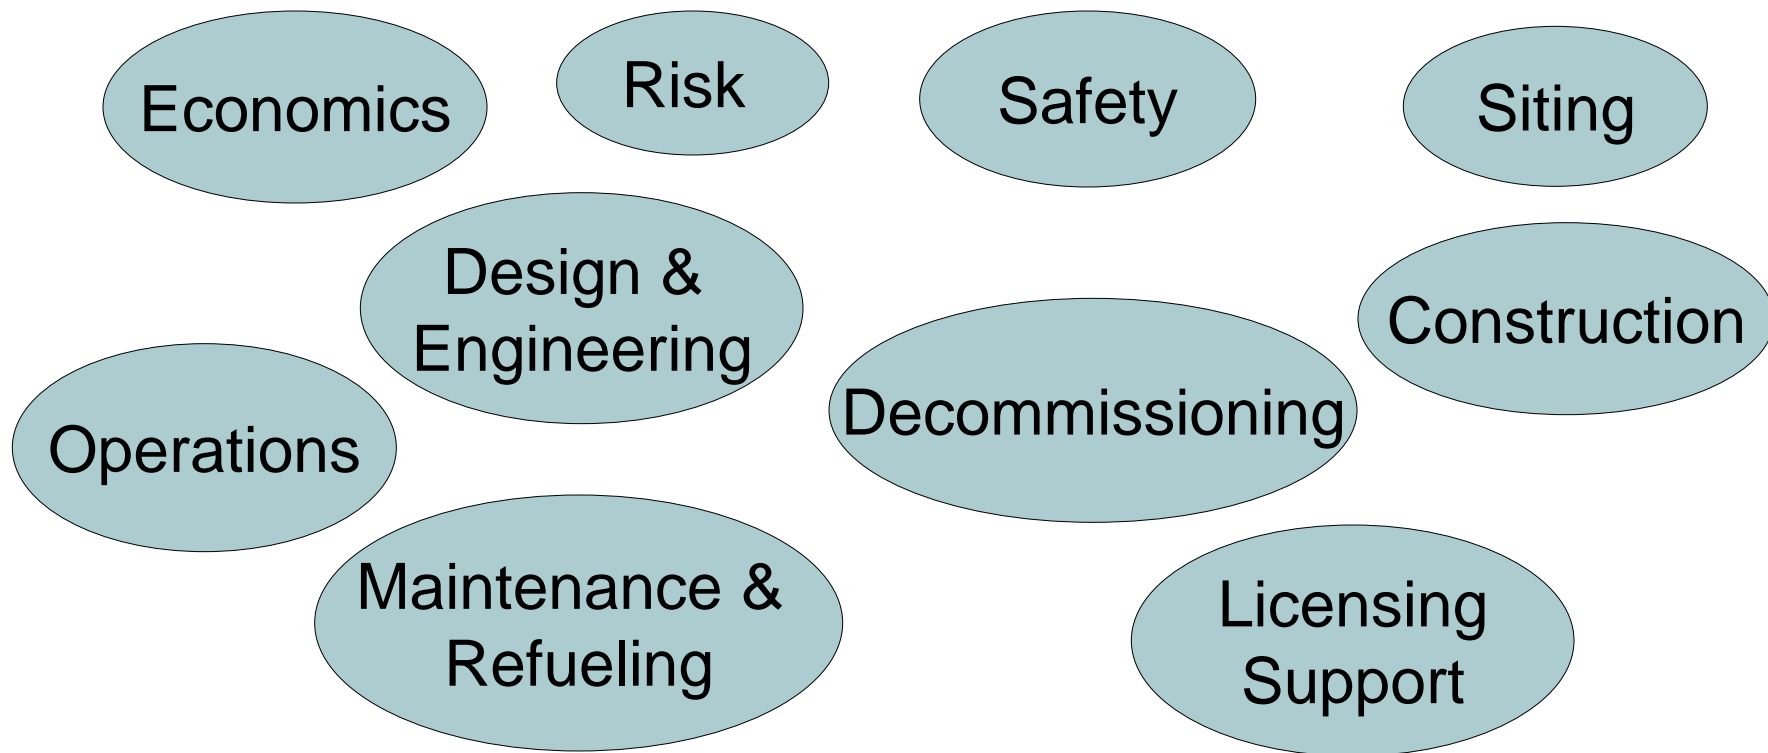 Economics
Risk
Safety
Siting
Design &
Engineering
Construction
Decommissioning
Operations
Maintenance &
Refueling
Licensing
Support